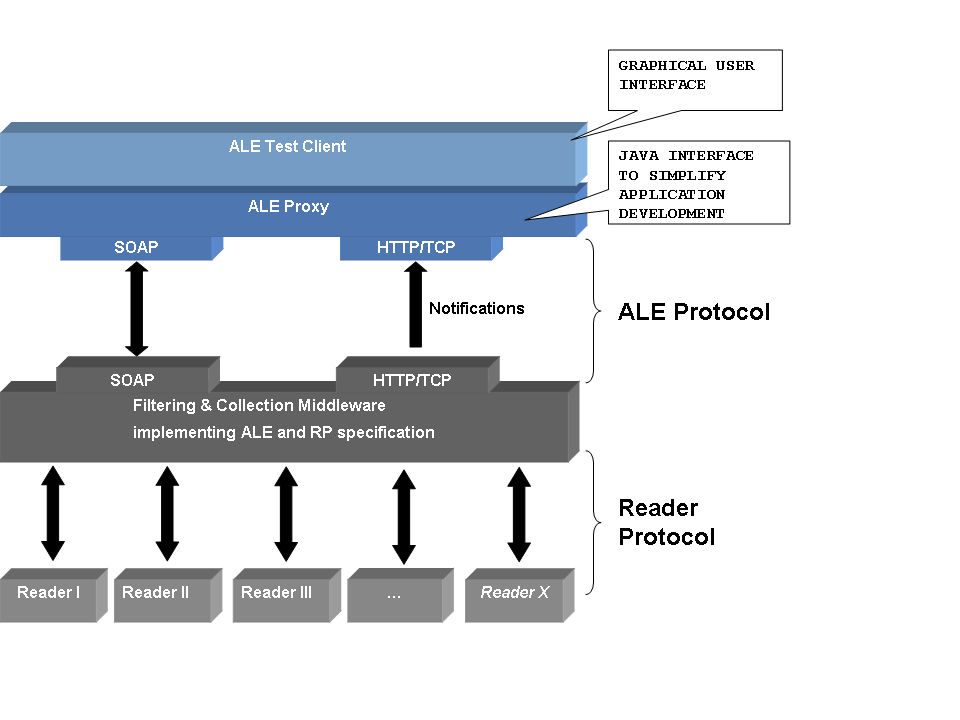 GRAPHICAL USER
INTERFACE
ALE Test Client
JAVA INTERFACE
TO SIMPLIFY
APPLICATION
DEVELOPMENT
ALE Proxy
SOAP
HTTP/TCP
Notifications
ALE Protocol
SOAP
HTTP/TCP
Filtering & Collection Middleware
implementing ALE and RP specification
Reader
Protocol
Reader I
Reader II
Reader III
...
Reader X